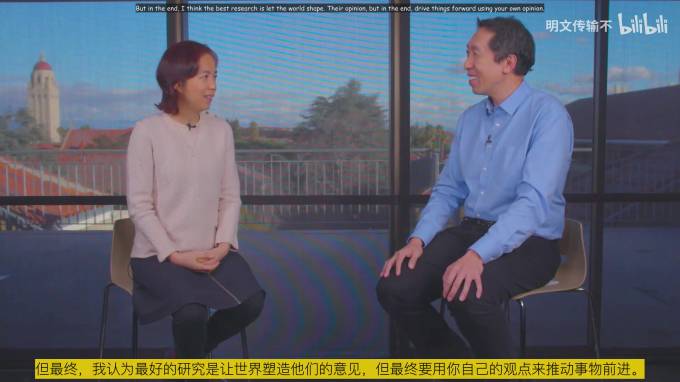 But in the end, I think the best research is let the world shape. Their opinion, but in the end, drive things forward using your own opinion.
明文传输不 bilibili
但最终，我认为最好的研究是让世界塑造他们的意见，但最终要用你自己的观点来推动事物前进。